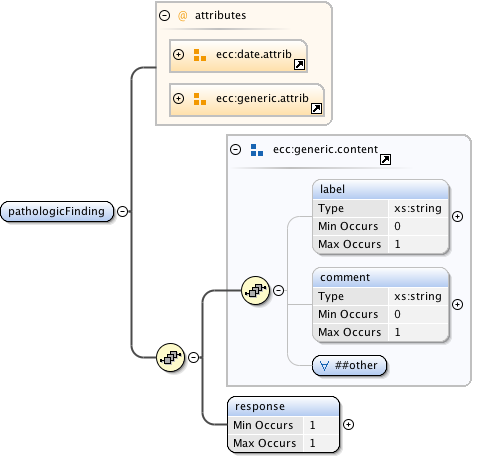 @ attributes
ecc:date.attrib
ecc:generic.attrib
ecc:generic.content
label
Type xs:string
Min Occurs 0
Max Occurs 1
pathologicFinding
comment
Type xs:string
Min Occurs 0
Max Occurs 1
∀ ##other
response
Min Occurs 1
Max Occurs 1